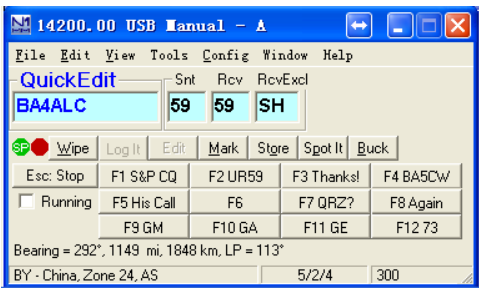 N1 14200.00 USB Manual - A
File Edit View Tools Config Window Help
QuickEdit Snt Rcv RcvExcl
BA4ALC 59 59 SH
SP Wipe Log It Edit Mark Store Spot It Buck
Esc: Stop F1 S&P CQ F2 UR59 F3 Thanks! F4 BA5CW
Running F5 His Call F6 F7 QRZ? F8 Again
F9 GM F10 GA F11 GE F12 73
Bearing = 292°, 1149 mi, 1848 km, LP = 113°
BY - China, Zone 24, AS 5/2/4 300